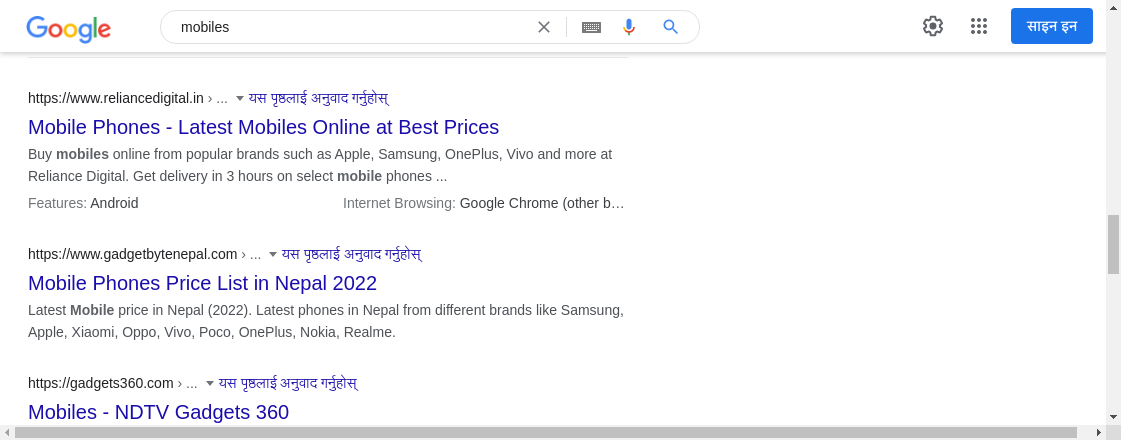 Google
mobiles
साइन इन
https://www.reliancedigital.in › ... यस पृष्ठलाई अनुवाद गर्नुहोस्
Mobile Phones - Latest Mobiles Online at Best Prices
Buy mobiles online from popular brands such as Apple, Samsung, OnePlus, Vivo and more at
Reliance Digital. Get delivery in 3 hours on select mobile phones ...
Features: Android Internet Browsing: Google Chrome (other b…
https://www.gadgetbytenepal.com › ... यस पृष्ठलाई अनुवाद गर्नुहोस्
Mobile Phones Price List in Nepal 2022
Latest Mobile price in Nepal (2022). Latest phones in Nepal from different brands like Samsung,
Apple, Xiaomi, Oppo, Vivo, Poco, OnePlus, Nokia, Realme.
https://gadgets360.com › ... यस पृष्ठलाई अनुवाद गर्नुहोस्
Mobiles - NDTV Gadgets 360